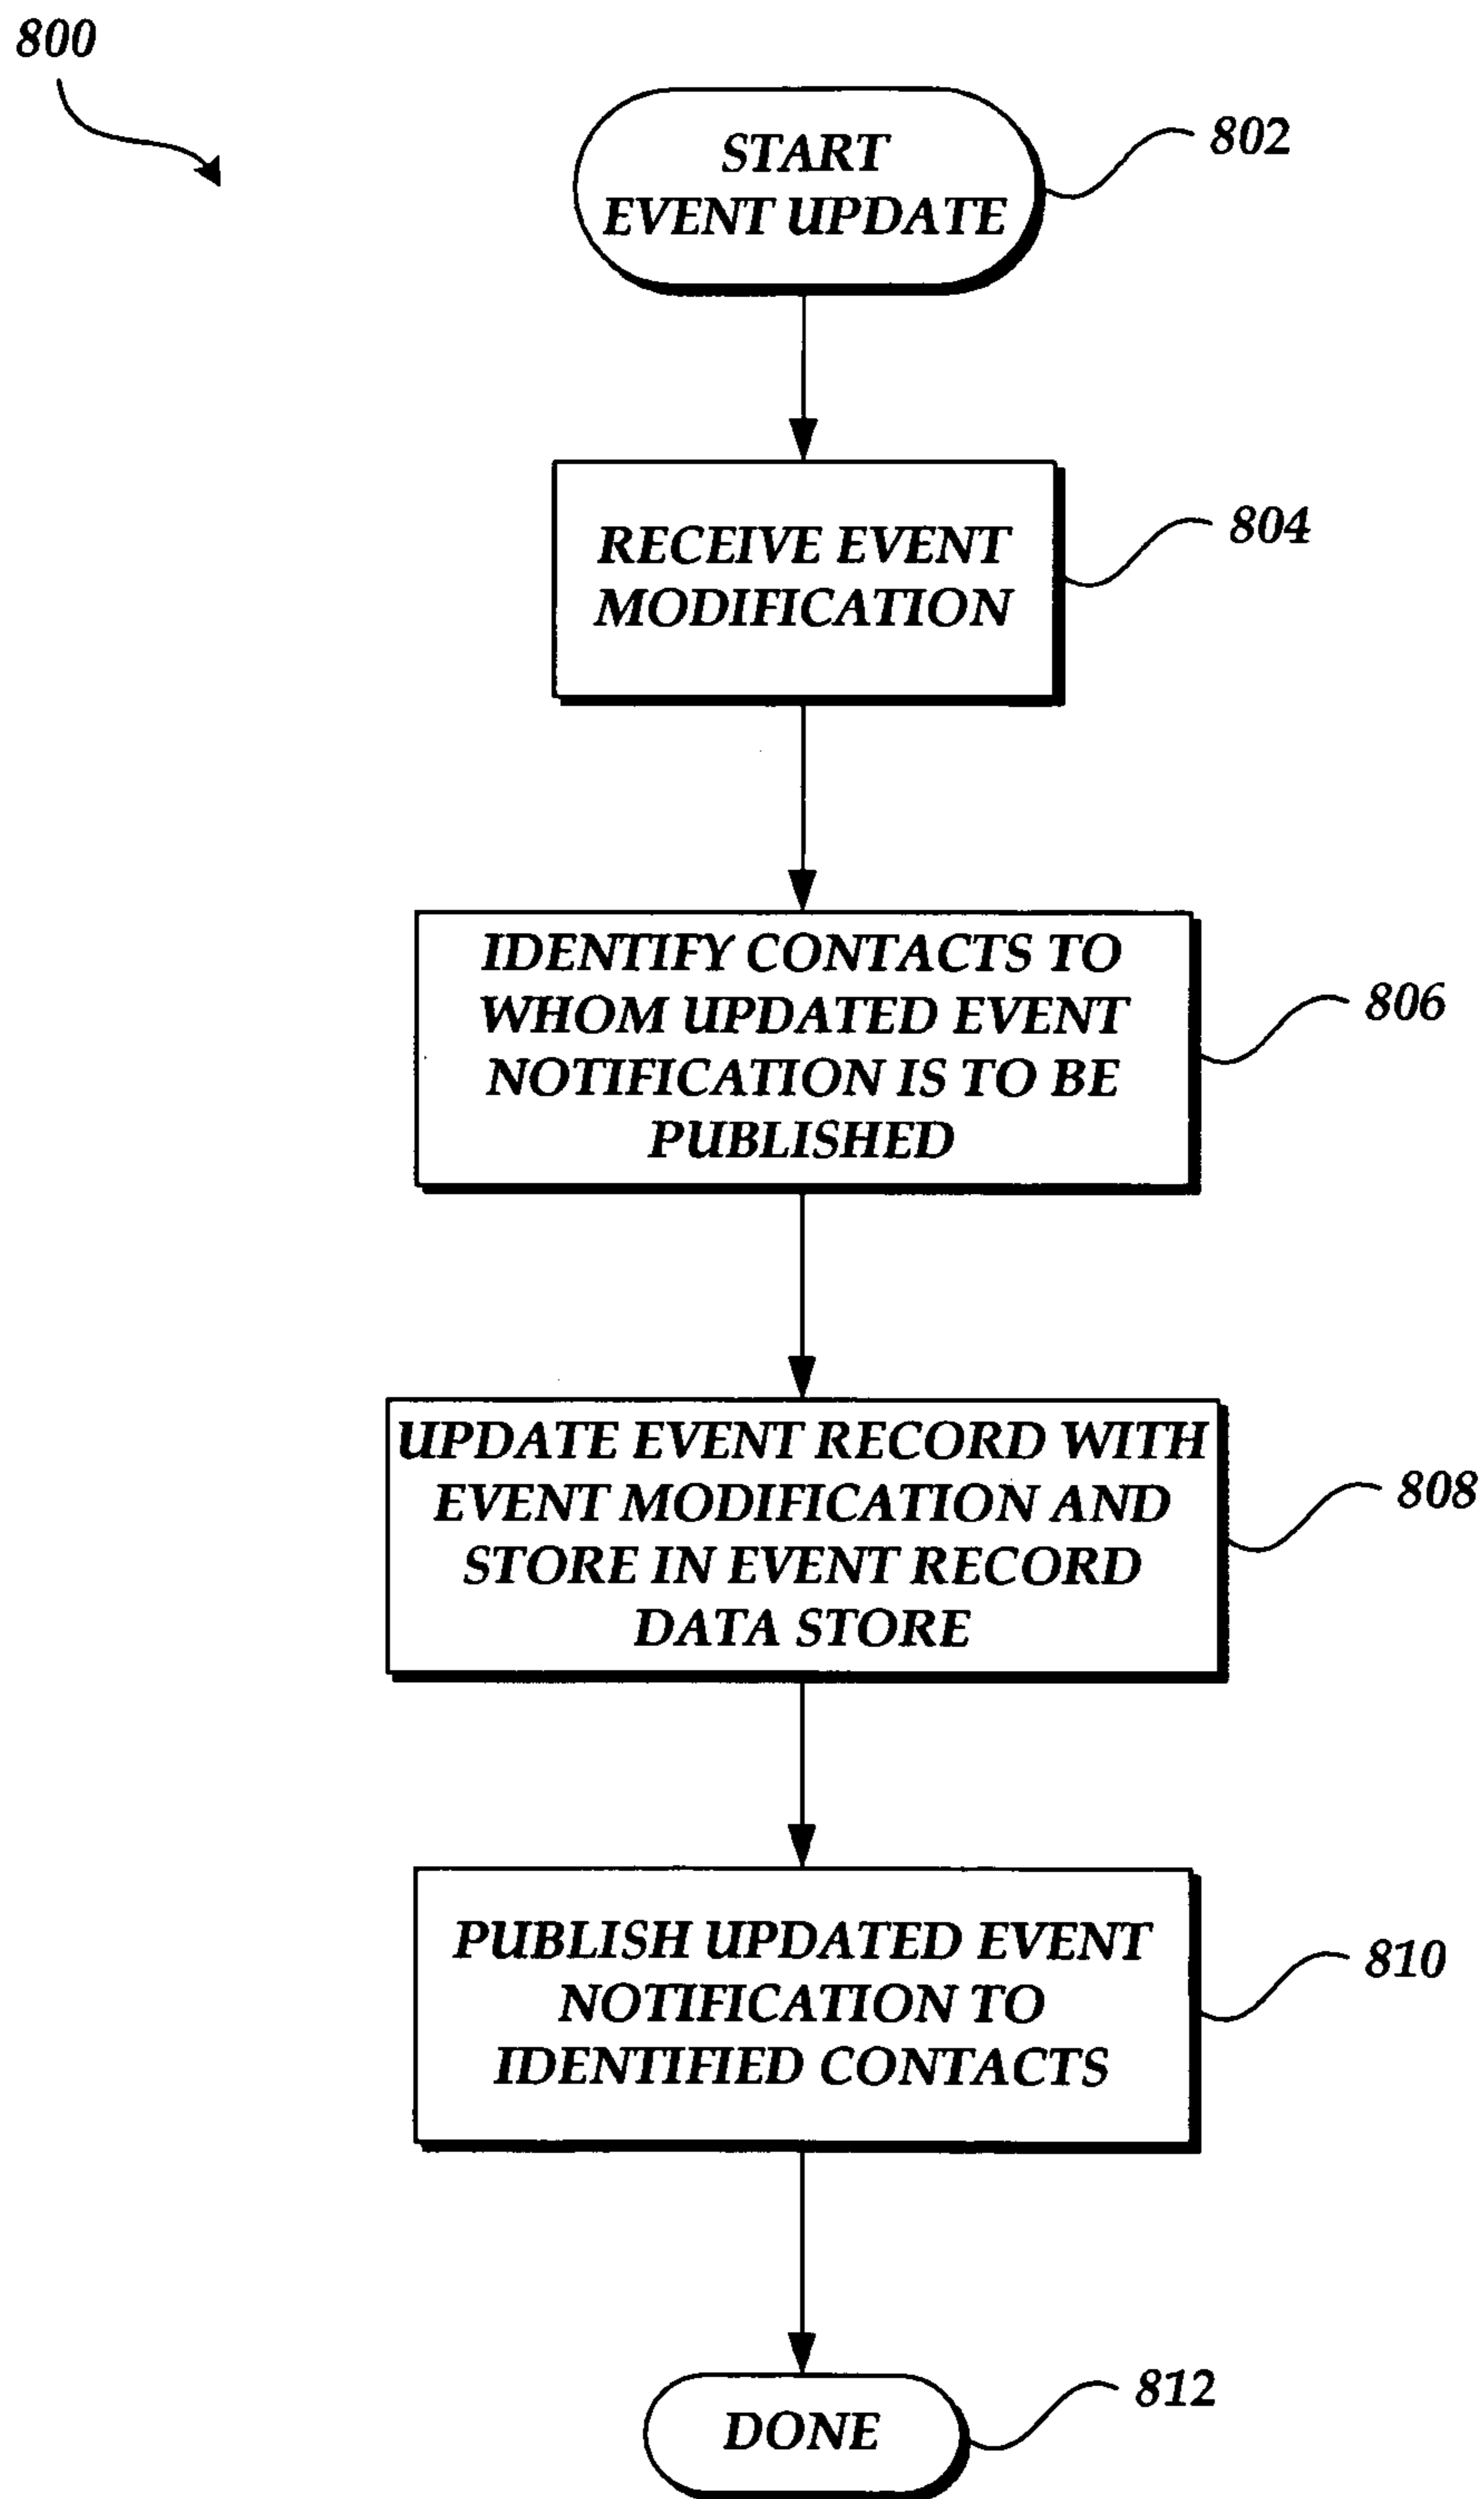 800
START
EVENT UPDATE
802
RECEIVE EVENT
MODIFICATION
804
IDENTIFY CONTACTS TO
WHOM UPDATED EVENT
NOTIFICATION IS TO BE
PUBLISHED
806
UPDATE EVENT RECORD WITH
EVENT MODIFICATION AND
STORE IN EVENT RECORD
DATA STORE
808
PUBLISH UPDATED EVENT
NOTIFICATION TO
IDENTIFIED CONTACTS
810
DONE
812